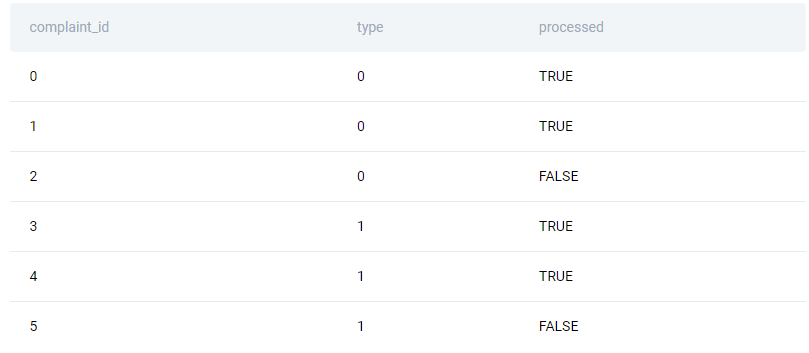 complaint_id type processed
0 0 TRUE
1 0 TRUE
2 0 FALSE
3 1 TRUE
4 1 TRUE
5 1 FALSE